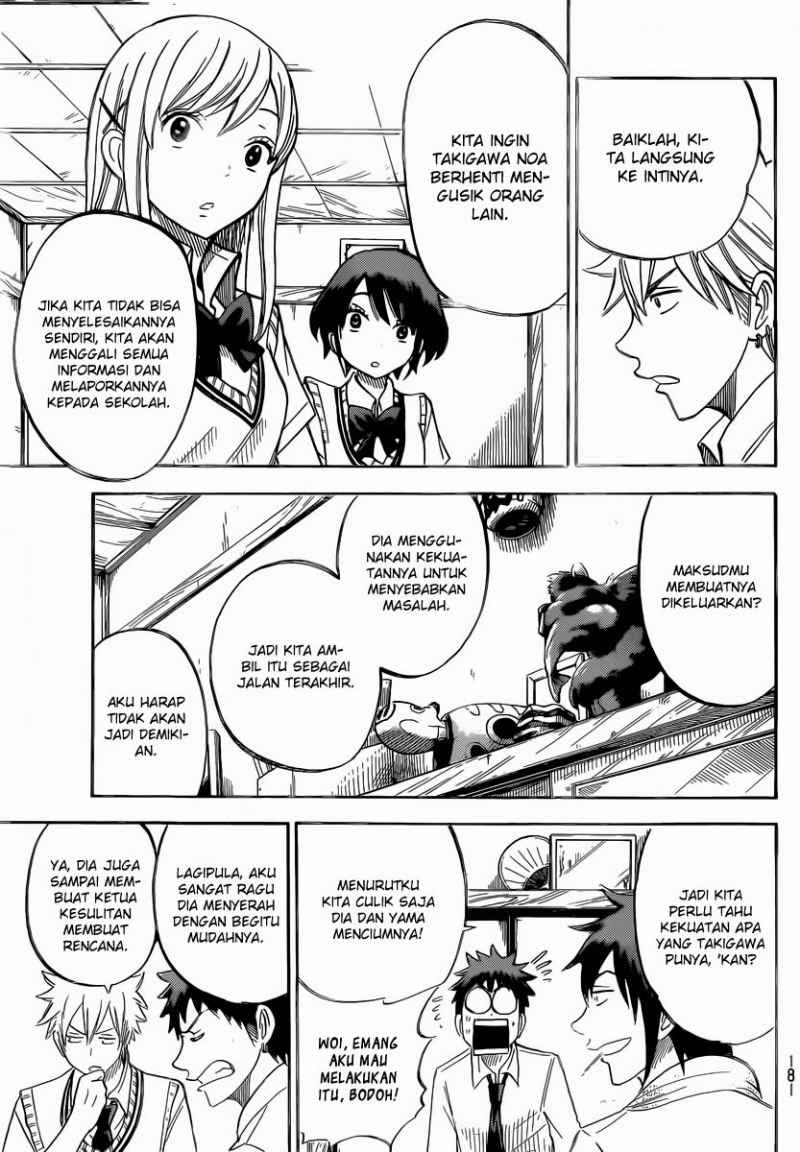 BAIKLAH, KI-
TA LANGSUNG
KE INTINYA.
KITA INGIN
TAKIGAWA NOA
BERHENTI MEN-
GUSIK ORANG
LAIN.
JIKA KITA TIDAK BISA
MENYELESAIKANNYA
SENDIRI, KITA AKAN
MENGGALI SEMUA
INFORMASI DAN
MELAPORKANNYA
KEPADA SEKOLAH.
MAKSUDMU
MEMBUATNYA
DIKELUARKAN?
DIA MENGGU-
NAKAN KEKUA-
TANNYA UNTUK
MENYEBABKAN
MASALAH.
JADI KITA AM-
BIL ITU SEBAGAI
JALAN TERAKHIR.
AKU HARAP
TIDAK AKAN
JADI DEMIKI-
AN.
JADI KITA
PERLU TAHU
KEKUATAN APA
YANG TAKIGAWA
PUNYA, 'KAN?
MENURUTKU
KITA CULIK SAJA
DIA DAN YAMA
MENCIUMNYA!
WOI, EMANG
AKU MAU
MELAKUKAN
ITU, BODOH!
LAGIPULA, AKU
SANGAT RAGU
DIA MENYERAH
DENGAN BEGITU
MUDAHNYA.
YA, DIA JUGA
SAMPAI MEM-
BUAT KETUA
KESULITAN
MEMBUAT
RENCANA.
181